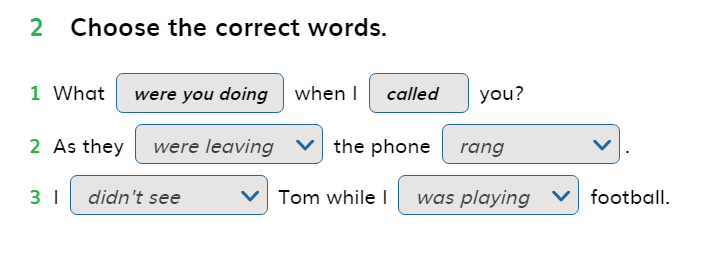 2 Choose the correct words.
1 What were you doing when I called you?
2 As they were leaving the phone rang .
3 I didn't see Tom while I was playing football.